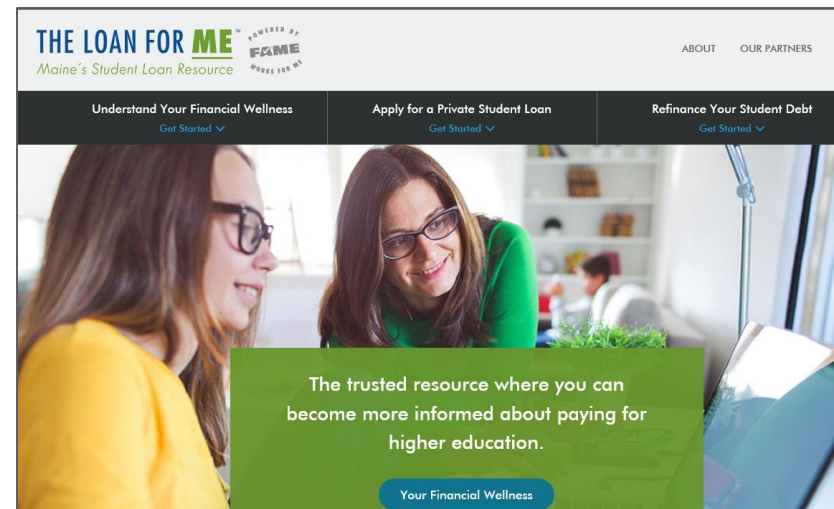 THE LOAN FOR ME™
Maine's Student Loan Resource
POWERED BY
FAME
WORKS FOR ME
ABOUT OUR PARTNERS
Understand Your Financial Wellness
Get Started
Apply for a Private Student Loan
Get Started
Refinance Your Student Debt
Get Started
The trusted resource where you can
become more informed about paying for
higher education.
Your Financial Wellness